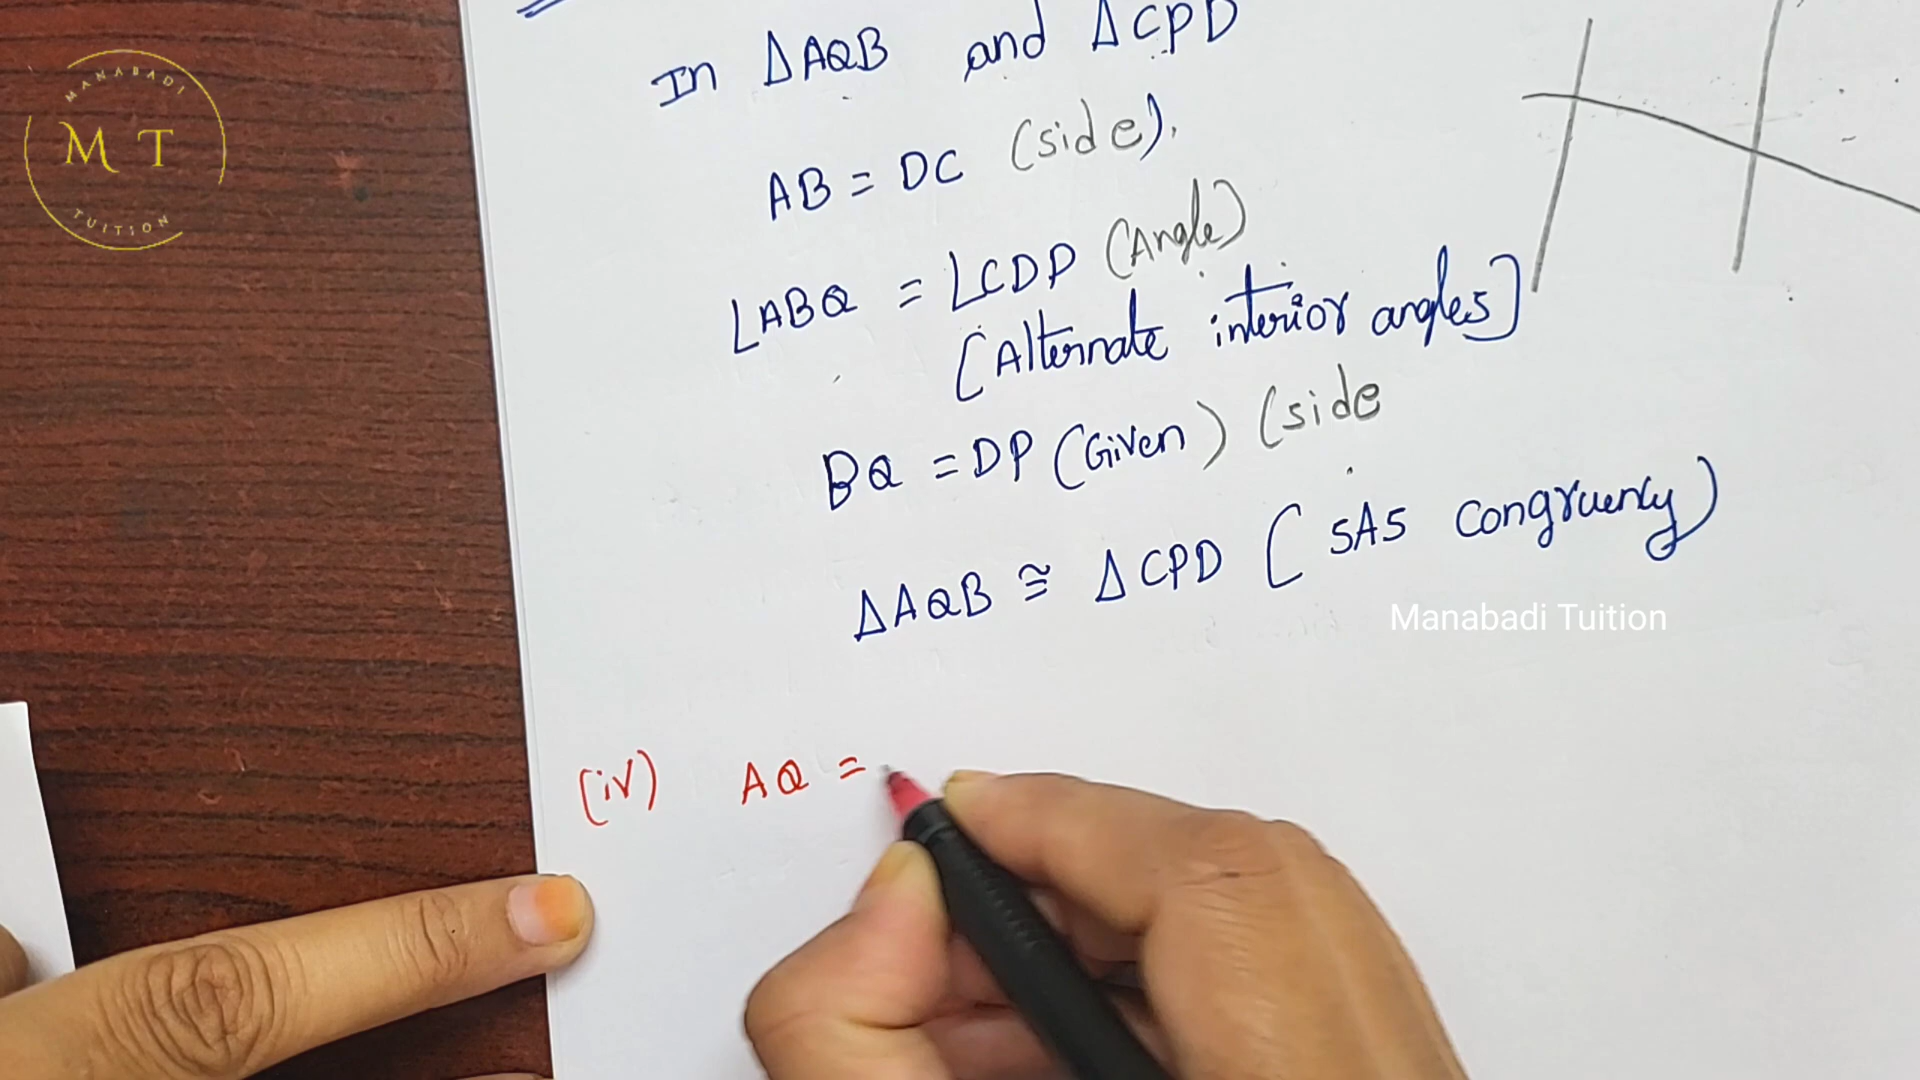 MANABADI
M T
TUITION
In ΔAQB and ΔCPD
AB = DC (side).
∠ABQ = ∠CDP (Angle)
[Alternate interior angles]
BQ = DP (Given) (side
ΔAQB ≅ ΔCPD ( SAS Congruency)
Manabadi Tuition
(iv) AQ =